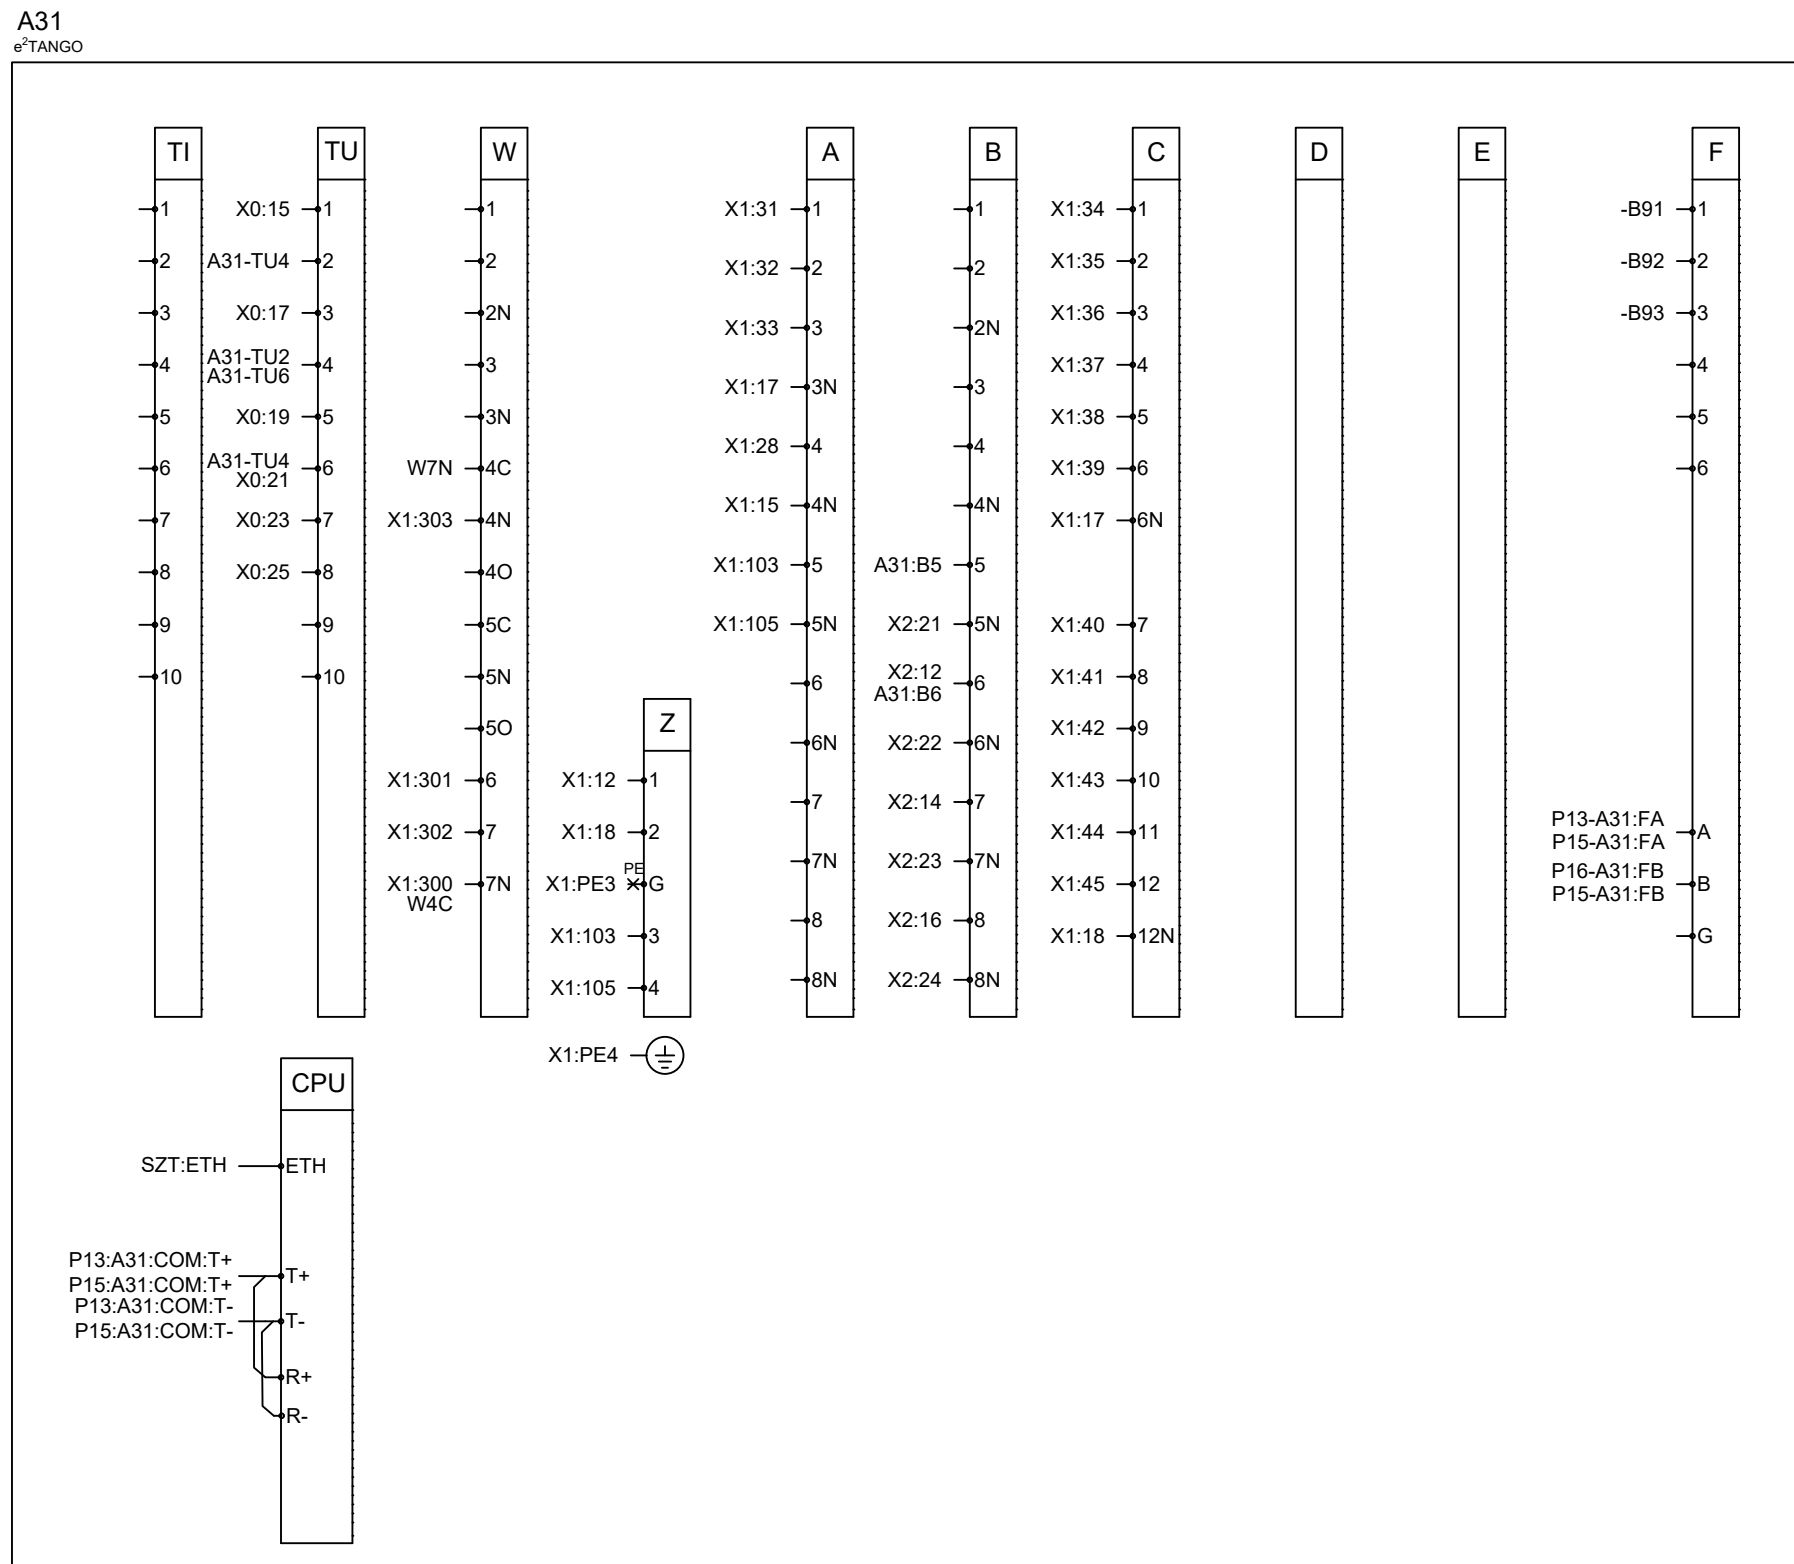 A31
e²TANGO
TI
1
2
3
4
5
6
7
8
9
10
TU
X0:15 1
A31-TU4 2
X0:17 3
A31-TU2
A31-TU6
4
X0:19 5
A31-TU4
X0:21
6
X0:23 7
X0:25 8
9
10
W
1
2
2N
3
3N
W7N 4C
X1:303 4N
4O
5C
5N
5O
X1:301 6
X1:302 7
X1:300 7N
W4C
Z
X1:12 1
X1:18 2
PE
X1:PE3 G
X1:103 3
X1:105 4
X1:PE4
A
X1:31 1
X1:32 2
X1:33 3
X1:17 3N
X1:28 4
X1:15 4N
X1:103 5
X1:105 5N
6
6N
7
7N
8
8N
B
1
2
2N
3
4
4N
A31:B5 5
X2:21 5N
X2:12
A31:B6
6
X2:22 6N
X2:14 7
X2:23 7N
X2:16 8
X2:24 8N
C
X1:34 1
X1:35 2
X1:36 3
X1:37 4
X1:38 5
X1:39 6
X1:17 6N
X1:40 7
X1:41 8
X1:42 9
X1:43 10
X1:44 11
X1:45 12
X1:18 12N
D
E
F
-B91 1
-B92 2
-B93 3
4
5
6
P13-A31:FA
P15-A31:FA
A
P16-A31:FB
P15-A31:FB
B
G
CPU
SZT:ETH ETH
P13:A31:COM:T+
P15:A31:COM:T+
T+
P13:A31:COM:T-
P15:A31:COM:T-
T-
R+
R-